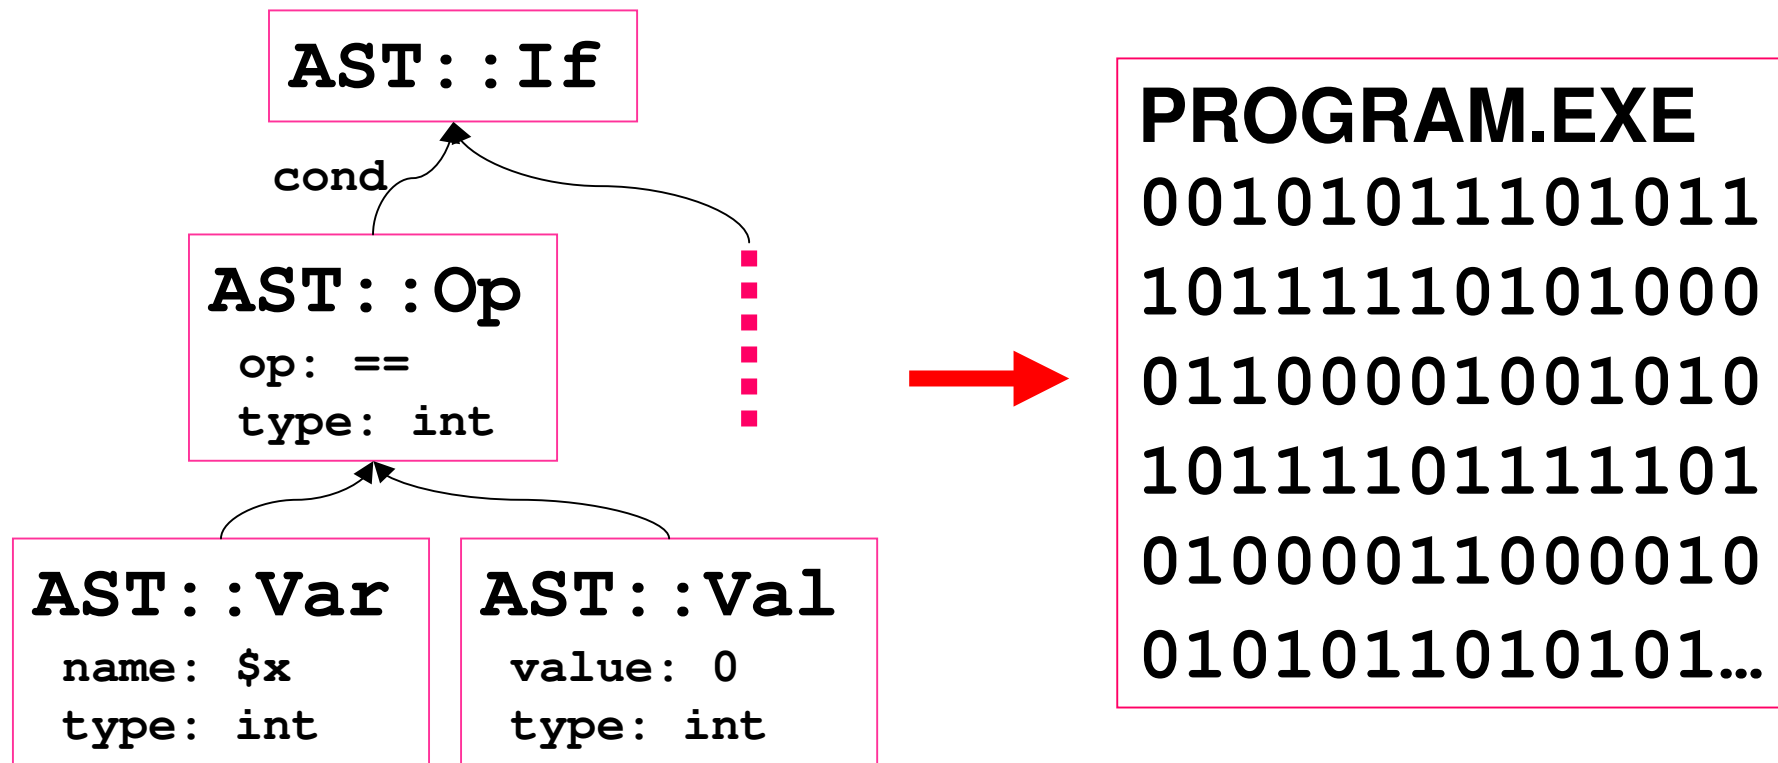 AST::If
cond
AST::Op
op: ==
type: int
AST::Var
name: $x
type: int
AST::Val
value: 0
type: int
PROGRAM.EXE
00101011101011
10111110101000
01100001001010
10111101111101
01000011000010
0101011010101…